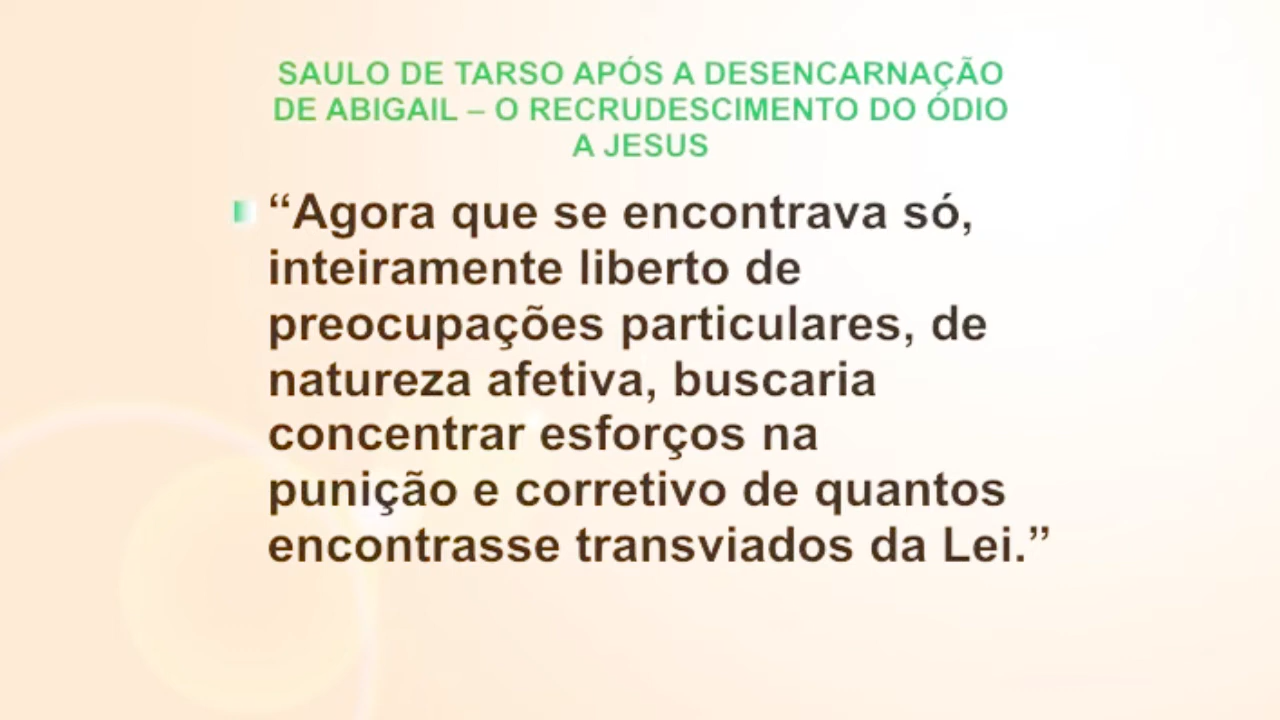 SAULO DE TARSO APÓS A DESENCARNAÇÃO
DE ABIGAIL – O RECRUDESCIMENTO DO ÓDIO
A JESUS
“Agora que se encontrava só,
inteiramente liberto de
preocupações particulares, de
natureza afetiva, buscaria
concentrar esforços na
punição e corretivo de quantos
encontrasse transviados da Lei.”